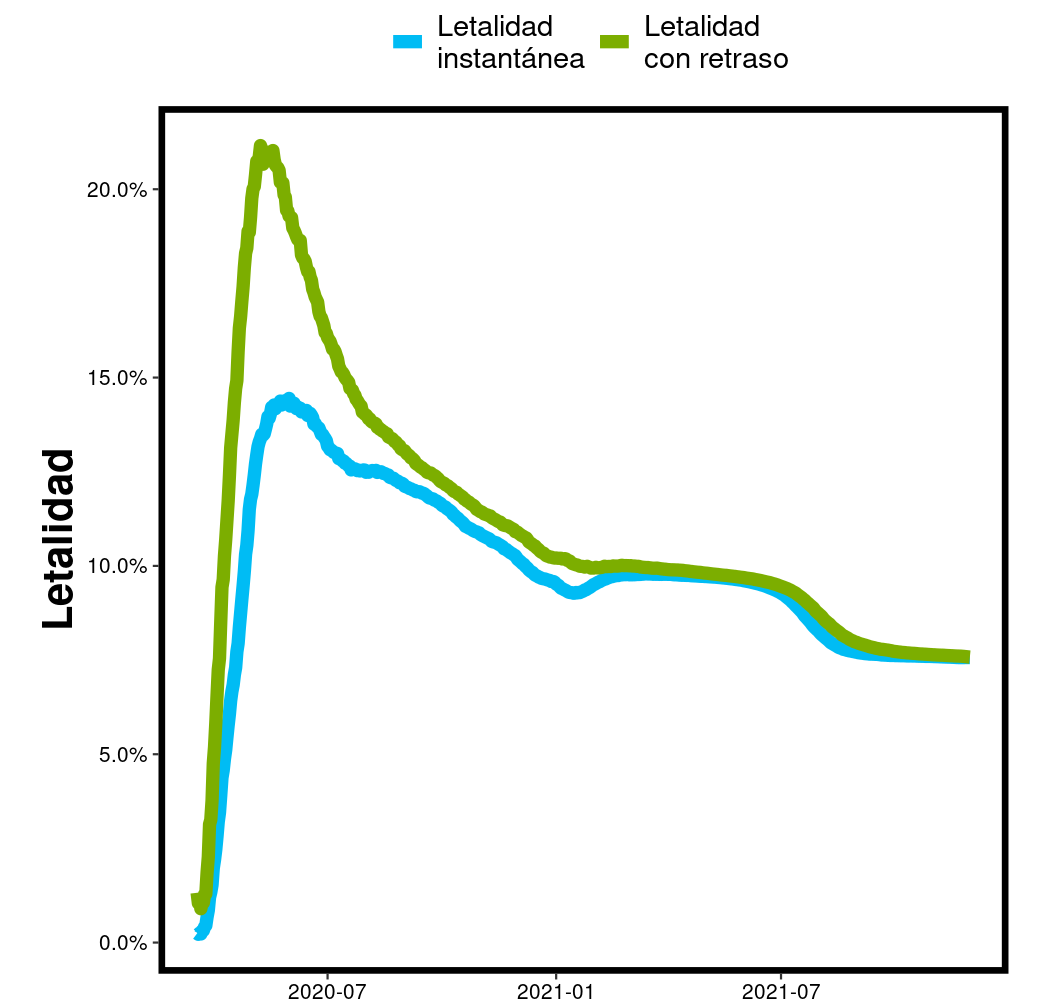 Letalidad
instantánea
Letalidad
con retraso
Letalidad
20.0%
15.0%
10.0%
5.0%
0.0%
2020-07
2021-01
2021-07